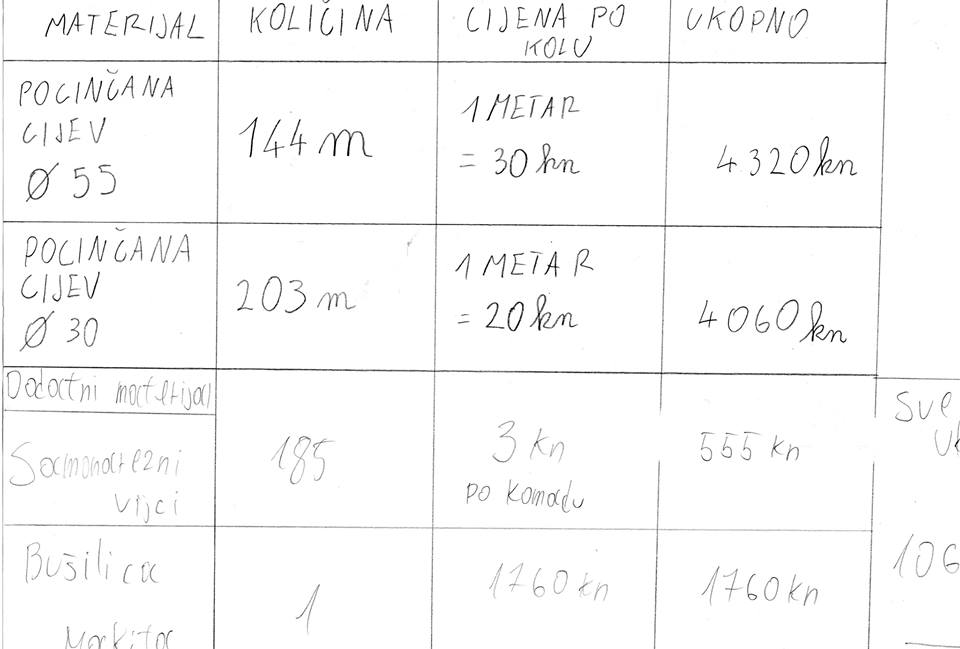 MATERIJAL KOLIČINA CIJENA PO KOLU UKOPNO
POCINČANA
CIJEV
Ø 55
144 m
1 METAR
= 30 kn
4320 kn
POCINČANA
CIJEV
Ø 30
203 m
1 METAR
= 20 kn
4060 kn
Dodatni materijal
Samonarezni
vijci
185
3 kn
po komadu
555 kn
Sve
Uk
Bušilica
Makita
1
1760 kn
1760 kn
106